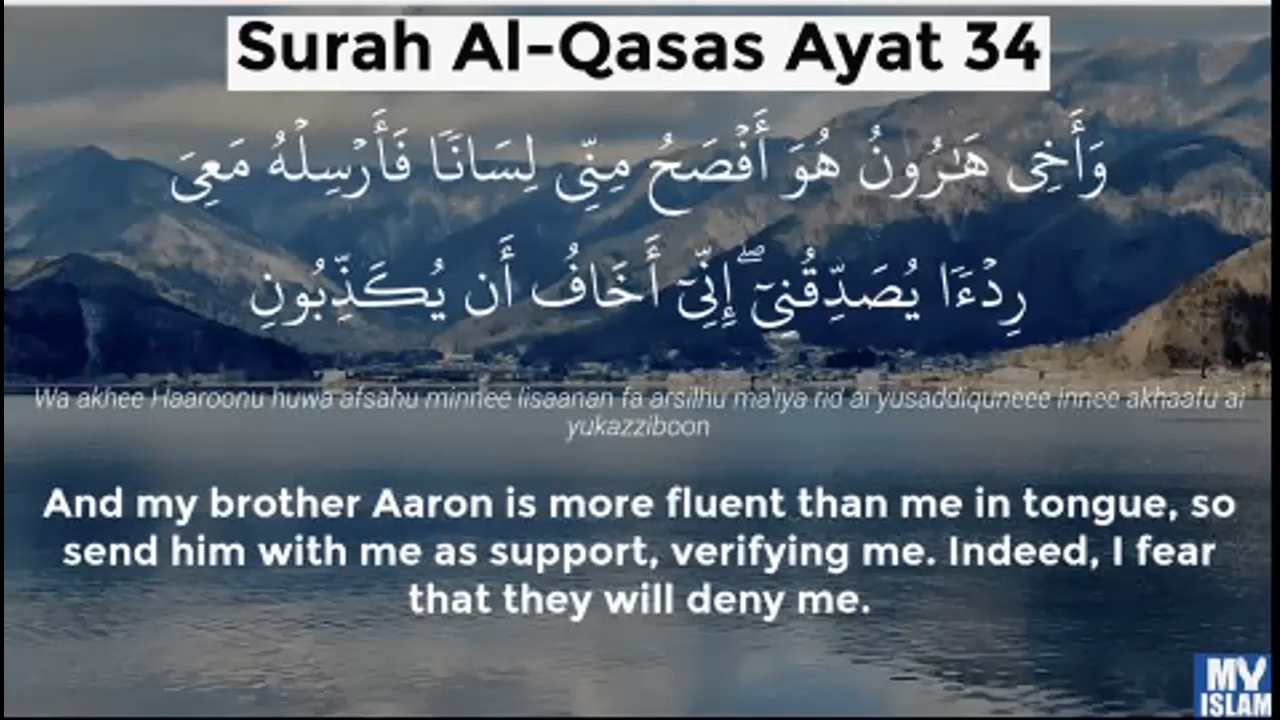 Surah Al-Qasas Ayat 34
وَأَخِى هَـٰرُونُ هُوَ أَفْصَحُ مِنِّى لِسَانًا فَأَرْسِلْهُ مَعِىَ
رِدْءًا يُصَدِّقُنِىٓ ۖ إِنِّىٓ أَخَافُ أَن يُكَذِّبُونِ
Wa akhee Haaroonu huwa afsahu minnee lisaanan fa arsilhu ma'iya rid ai yusaddiquneee innee akhaafu ai
yukazziboon
And my brother Aaron is more fluent than me in tongue, so
send him with me as support, verifying me. Indeed, I fear
that they will deny me.
MY
ISLAM